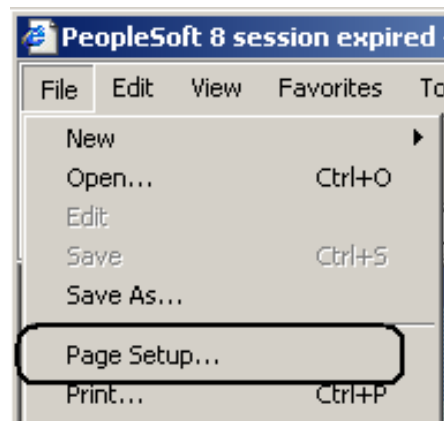 PeopleSoft 8 session expired
File Edit View Favorites
New
Open... Ctrl+O
Edit
Save Ctrl+S
Save As...
Page Setup...
Print... Ctrl+P